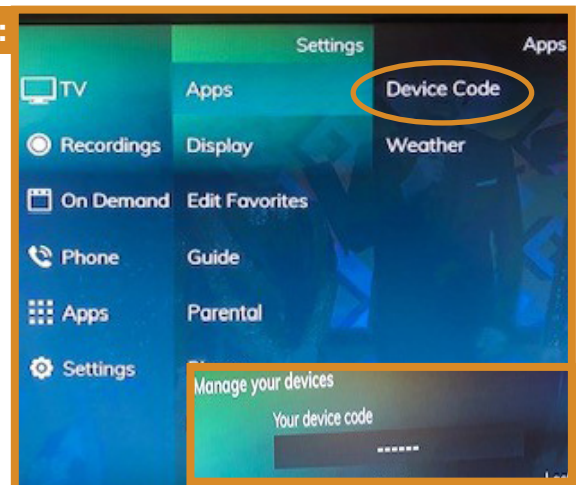 Settings
Apps
TV
Apps
Device Code
Recordings
Display
Weather
On Demand
Edit Favorites
Phone
Guide
Apps
Parental
Settings
Manage your devices
Your device code
••••••